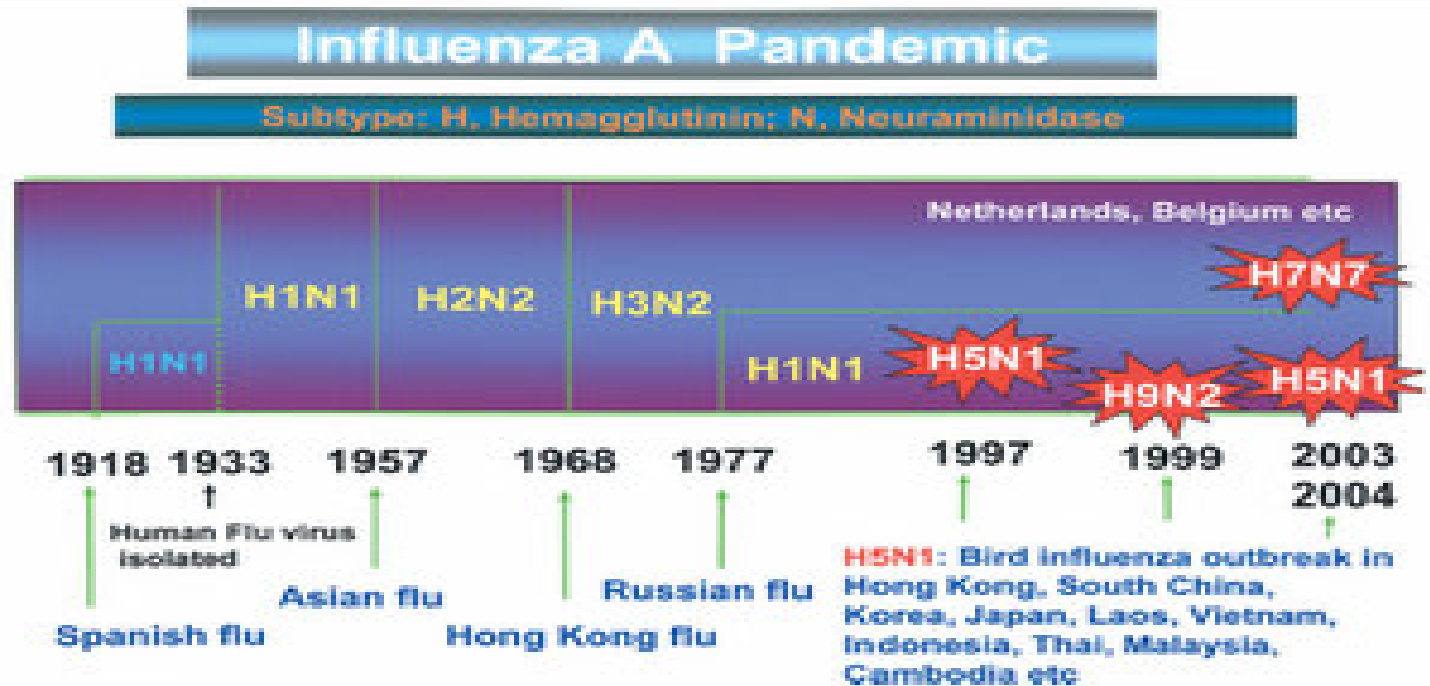 Influenza A Pandemic
Subtype: H, Hemagglutinin; N, Neuraminidase
Netherlands, Belgium etc
H7N7
H1N1
H2N2
H3N2
H1N1
H1N1
H5N1
H9N2
H5N1
1918
1933
1957
1968
1977
1997
1999
2003
2004
Human Flu virus
isolated
Spanish flu
Asian flu
Hong Kong flu
Russian flu
H5N1: Bird influenza outbreak in
Hong Kong, South China,
Korea, Japan, Laos, Vietnam,
Indonesia, Thai, Malaysia,
Cambodia etc